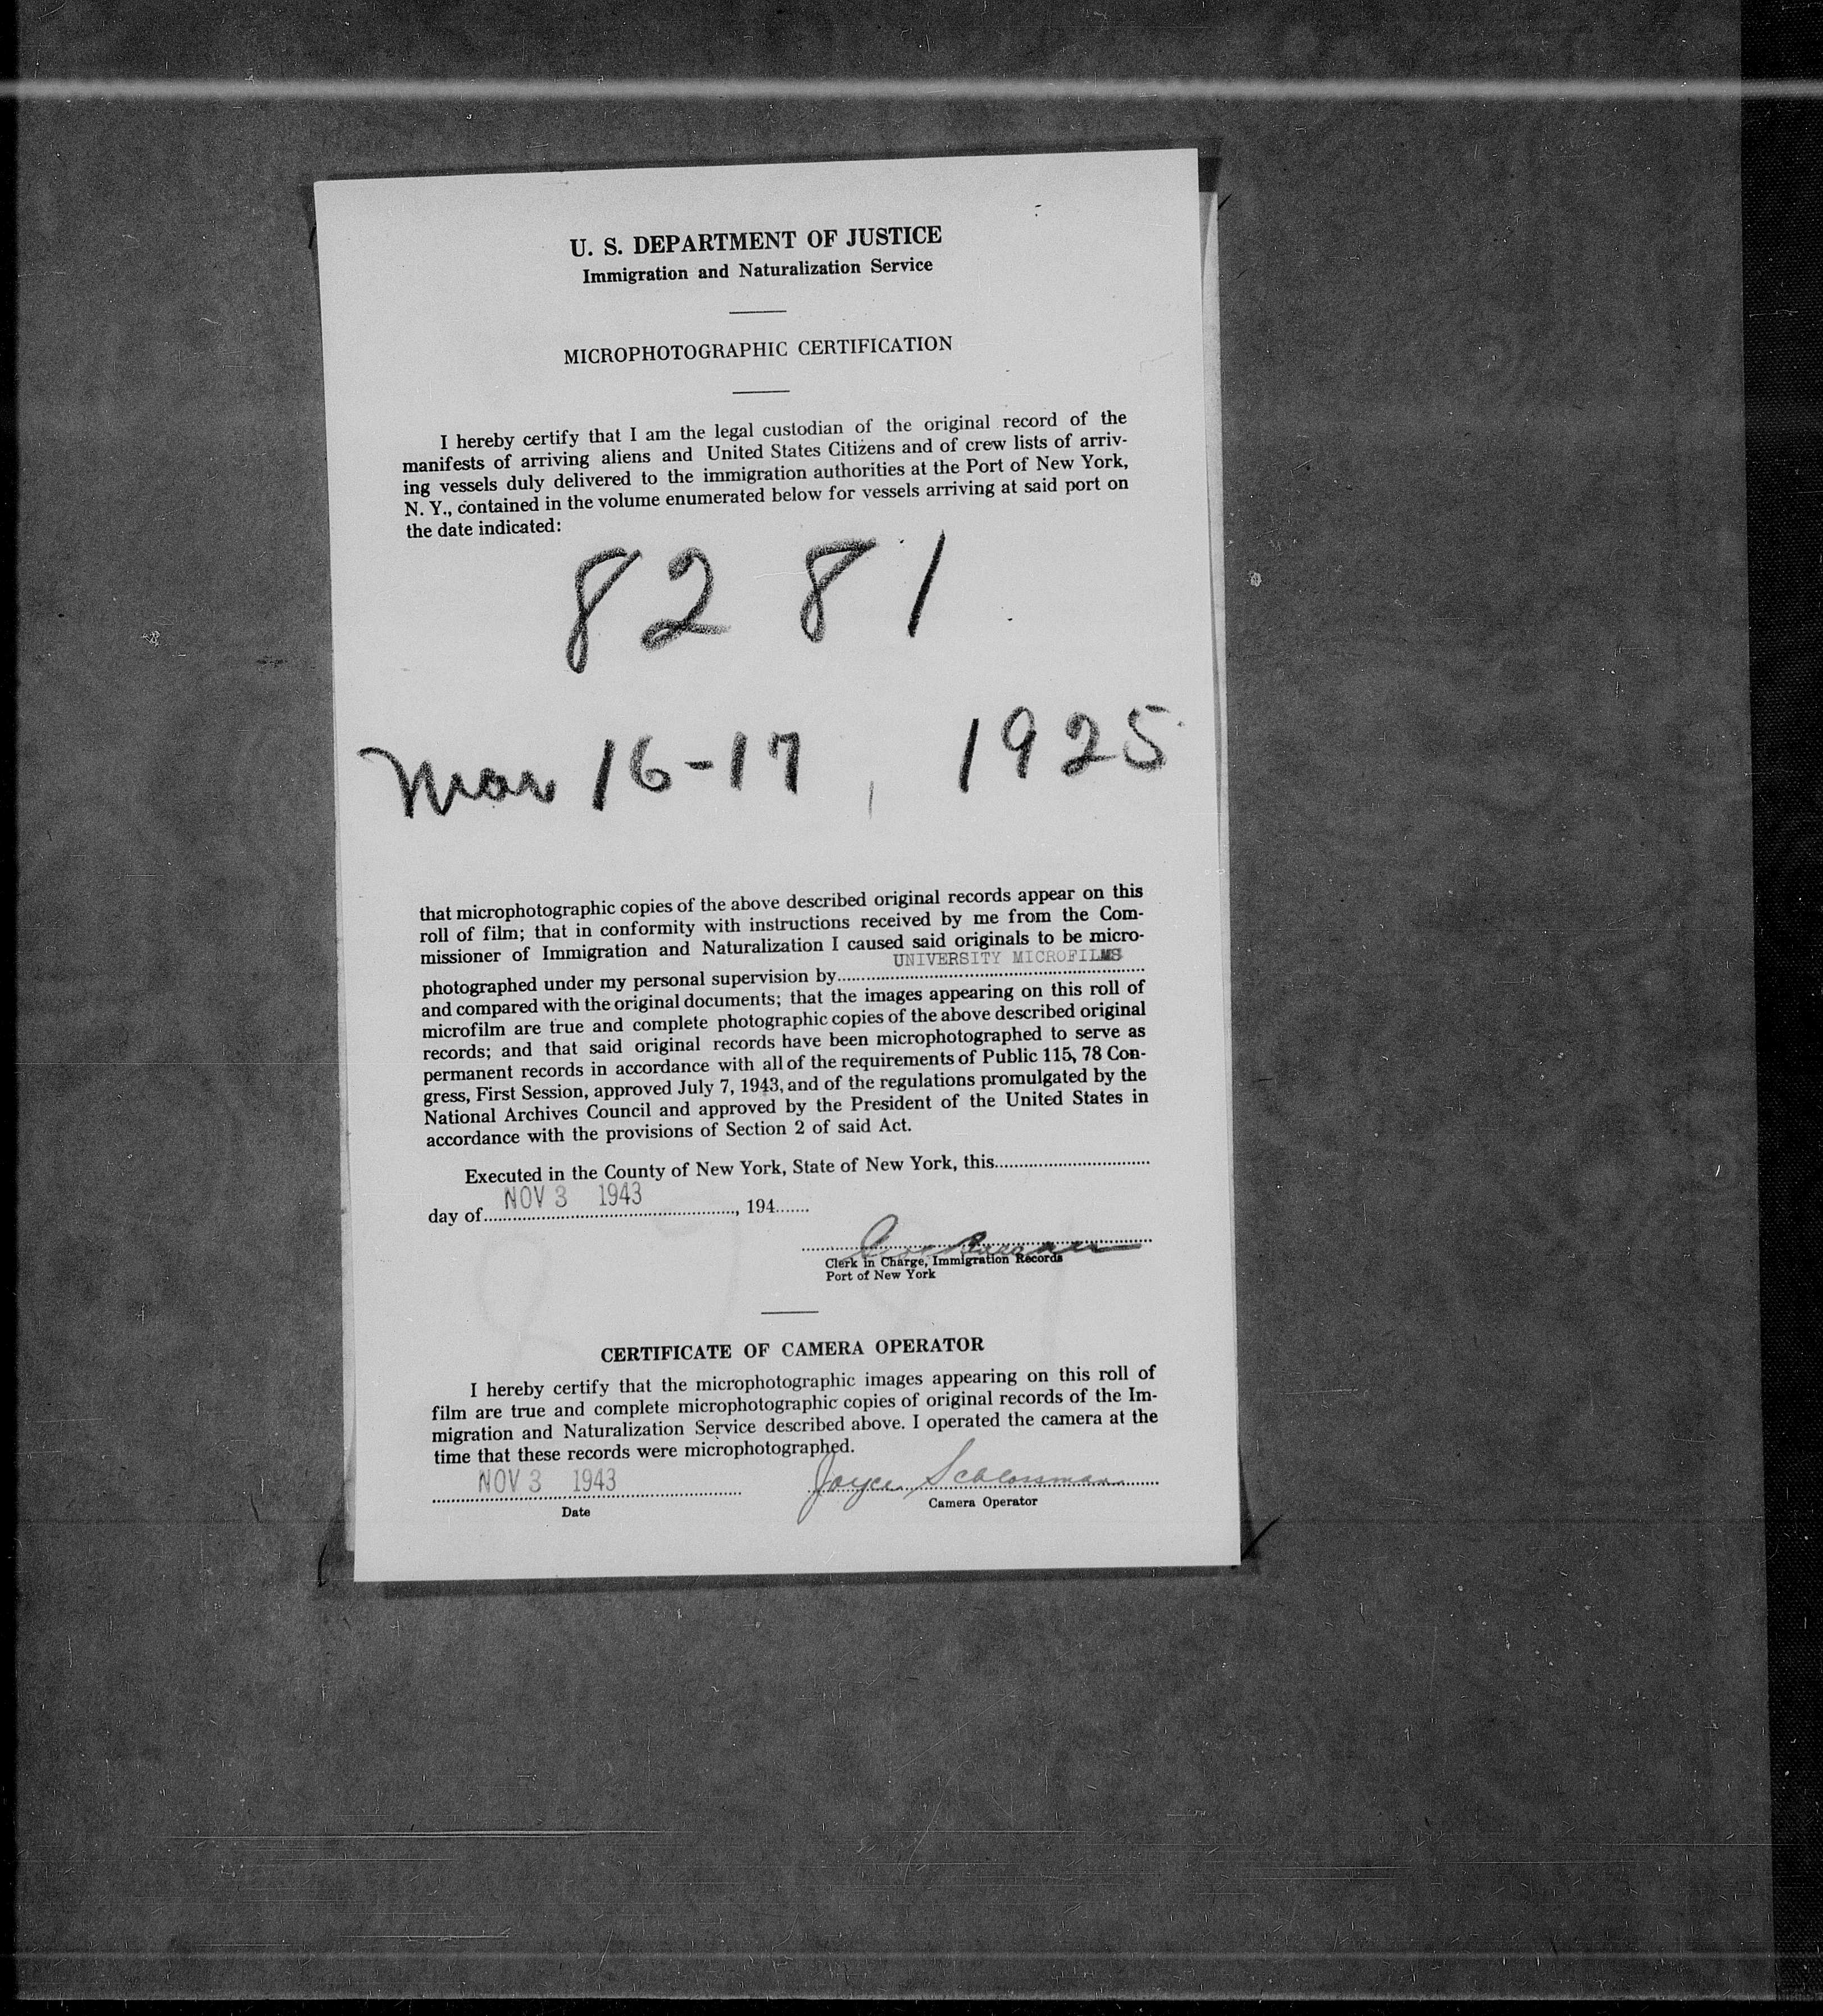 U. S. DEPARTMENT OF JUSTICE
Immigration and Naturalization Service
MICROPHOTOGRAPHIC CERTIFICATION
I hereby certify that I am the legal custodian of the original record of the
manifests of arriving aliens and United States Citizens and of crew lists of arriv-
ing vessels duly delivered to the immigration authorities at the Port of New York,
N. Y., contained in the volume enumerated below for vessels arriving at said port on
the date indicated:
8281
Mar 16-17, 1925
that microphotographic copies of the above described original records appear on this
roll of film; that in conformity with instructions received by me from the Com-
missioner of Immigration and Naturalization I caused said originals to be micro-
UNIVERSITY MICROFILMS
photographed under my personal supervision by
and compared with the original documents; that the images appearing on this roll of
microfilm are true and complete photographic copies of the above described original
records; and that said original records have been microphotographed to serve as
permanent records in accordance with all of the requirements of Public 115, 78 Con-
gress, First Session, approved July 7, 1943, and of the regulations promulgated by the
National Archives Council and approved by the President of the United States in
accordance with the provisions of Section 2 of said Act.
Executed in the County of New York, State of New York, this
NOV 3 1943
day of , 194
Clerk in Charge, Immigration Records
Port of New York
CERTIFICATE OF CAMERA OPERATOR
I hereby certify that the microphotographic images appearing on this roll of
film are true and complete microphotographic copies of original records of the Im-
migration and Naturalization Service described above. I operated the camera at the
time that these records were microphotographed.
NOV 3 1943 Joyce Schlossman
Date Camera Operator